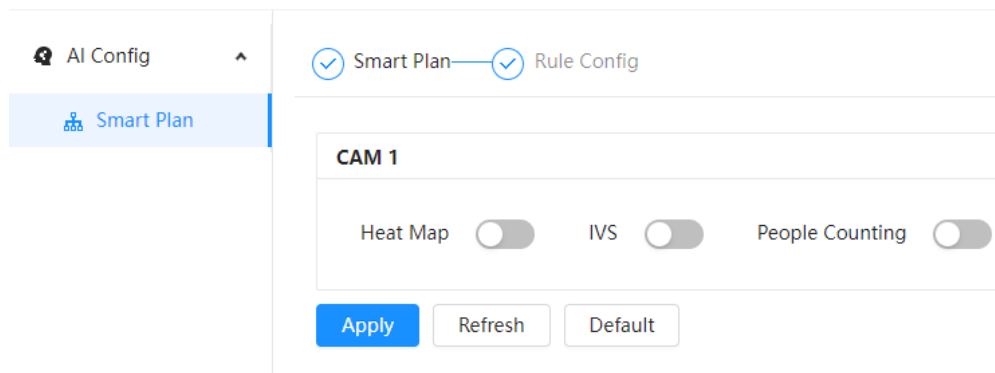 AI Config
Smart Plan
Smart Plan
Rule Config
CAM 1
Heat Map
IVS
People Counting
Apply
Refresh
Default